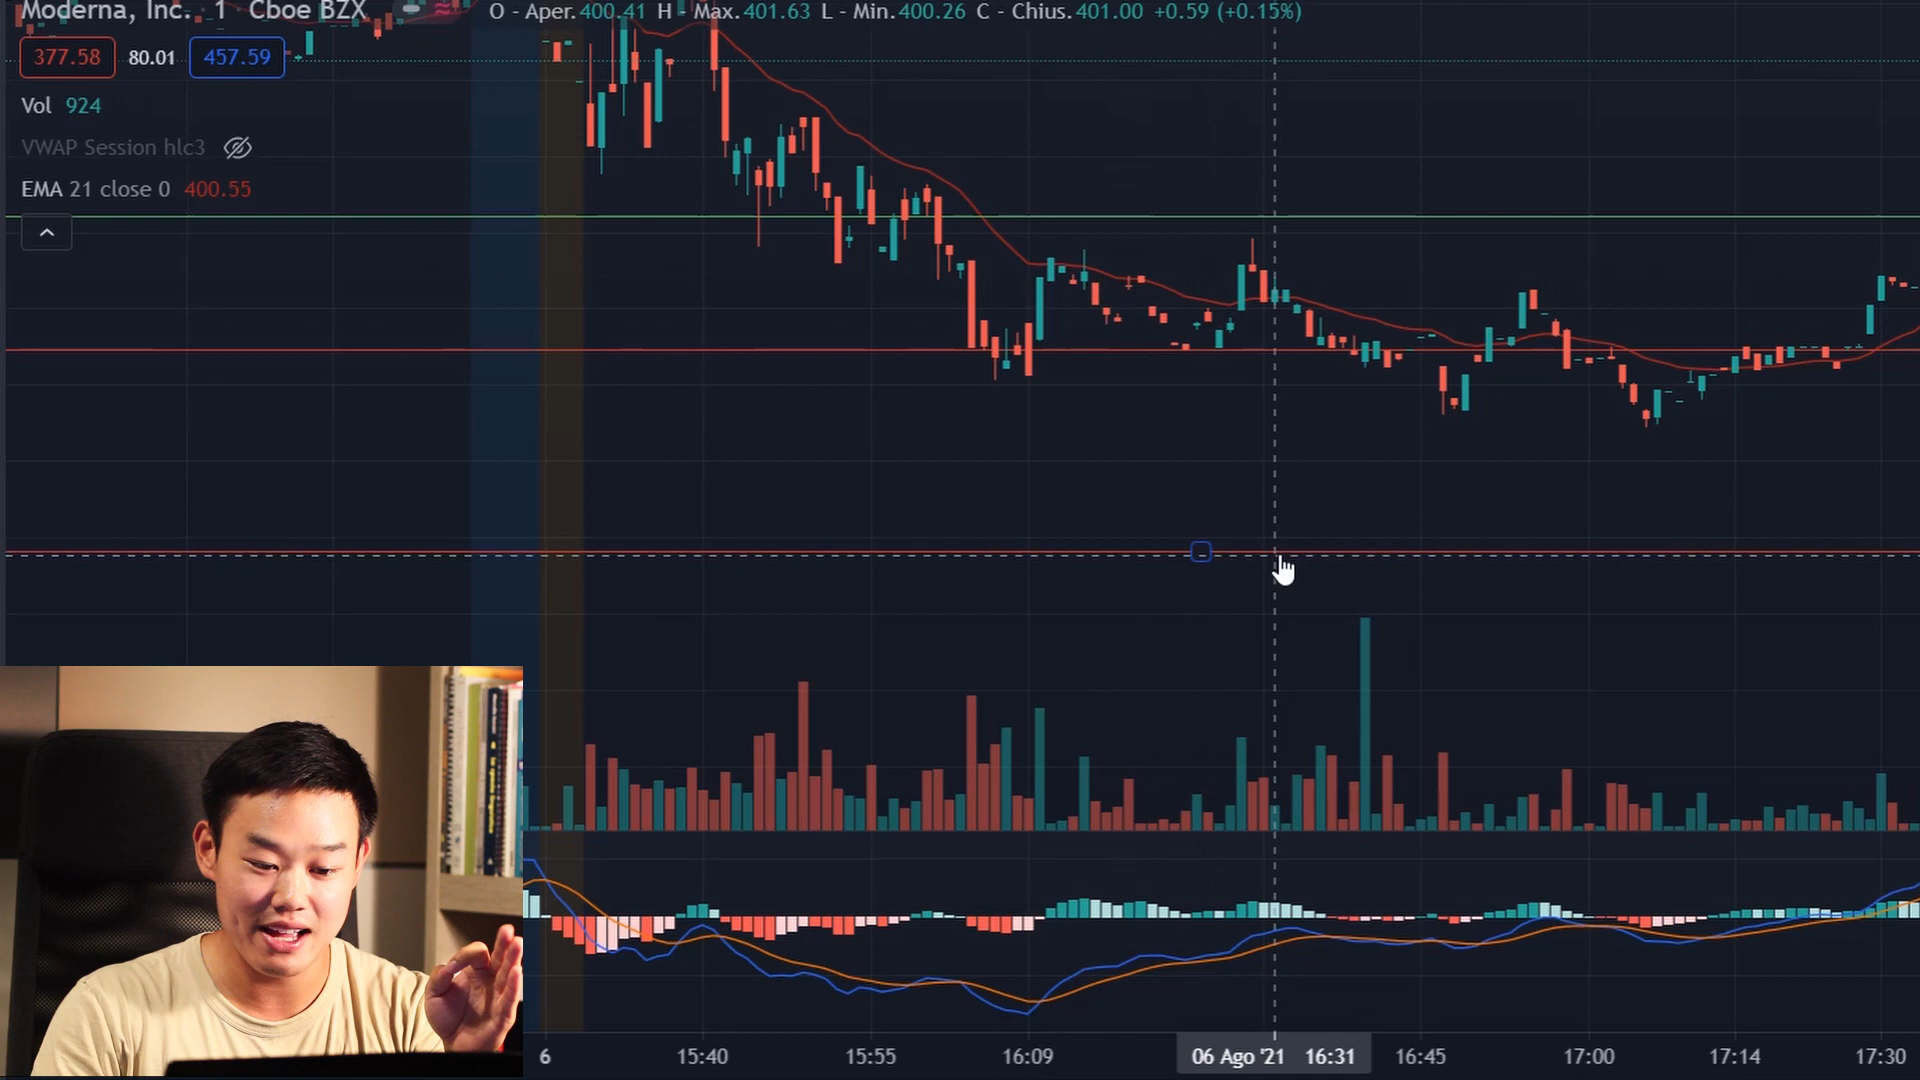 Moderna, Inc. · 1 · Cboe BZX O - Aper.400.41 H - Max.401.63 L - Min.400.26 C - Chius.401.00 +0.59 (+0.15%)
377.58 80.01 457.59
Vol 924
VWAP Session hlc3
EMA 21 close 0 400.55
6 15:40 15:55 16:09 06 Ago '21 16:31 16:45 17:00 17:14 17:30